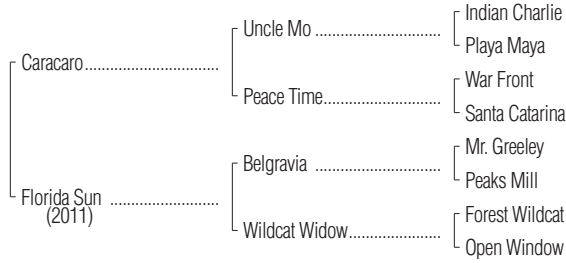 Indian Charlie
Uncle Mo ..............................
Playa Maya
Caracaro................................
War Front
Peace Time............................
Santa Catarina
Mr. Greeley
Belgravia ..............................
Peaks Mill
Florida Sun ..........................
(2011)
Forest Wildcat
Wildcat Widow......................
Open Window